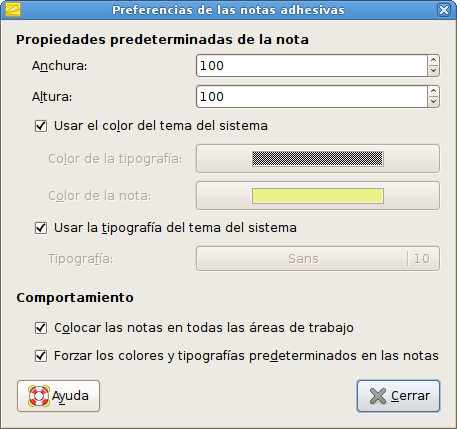 Preferencias de las notas adhesivas
Propiedades predeterminadas de la nota
Anchura: 100
Altura: 100
Usar el color del tema del sistema
Color de la tipografía:
Color de la nota:
Usar la tipografía del tema del sistema
Tipografía: Sans 10
Comportamiento
Colocar las notas en todas las áreas de trabajo
Forzar los colores y tipografías predeterminados en las notas
Ayuda Cerrar